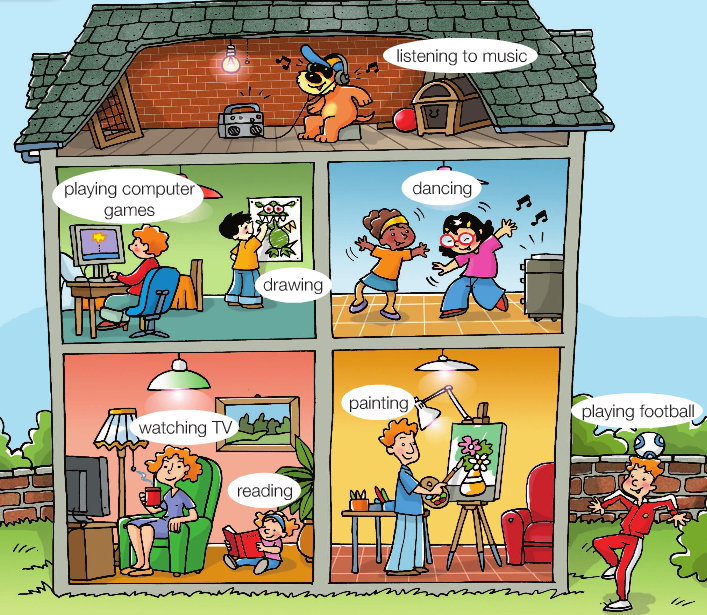 listening to music
playing computer
games
dancing
drawing
painting
playing football
watching TV
reading